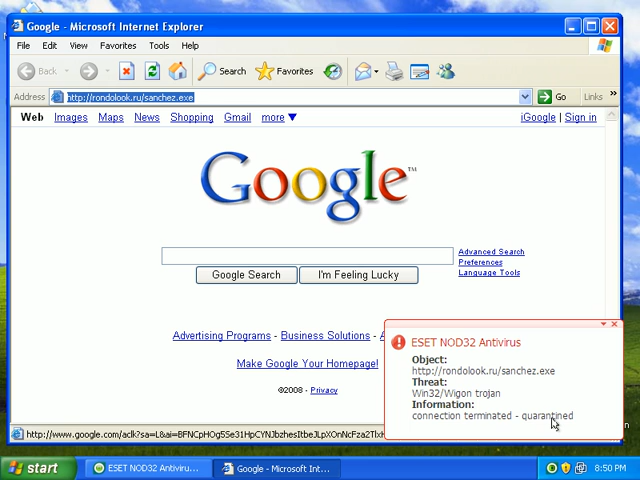 Google - Microsoft Internet Explorer
File Edit View Favorites Tools Help
Back Search Favorites
Address http://rondolook.ru/sanchez.exe Go Links »
Web Images Maps News Shopping Gmail more ▼ iGoogle | Sign in
Google™
Advanced Search
Preferences
Language Tools
Google Search I'm Feeling Lucky
Advertising Programs - Business Solutions -
Make Google Your Homepage!
©2008 - Privacy
ESET NOD32 Antivirus
Object:
http://rondolook.ru/sanchez.exe
Threat:
Win32/Wigon trojan
Information:
connection terminated - quarantined
start ESET NOD32 Antiviru... Google - Microsoft Int... 8:50 PM